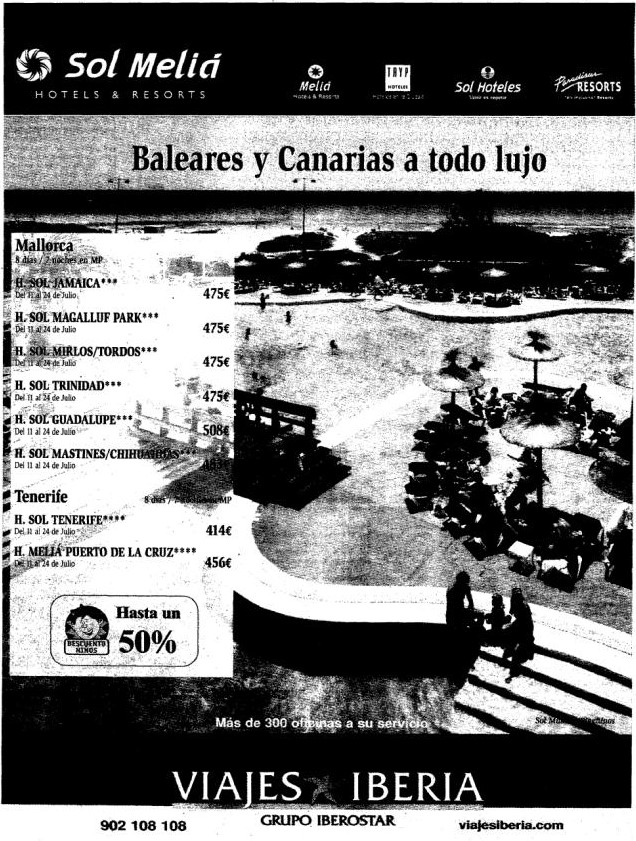 Sol Meliá
HOTELS & RESORTS
Meliá
Hotels & Resorts
TRYP
HOTELES
Sol Hoteles
Paradisus
RESORTS
Baleares y Canarias a todo lujo
Mallorca
8 días / 7 noches en MP
H. SOL JAMAICA***
Del 11 al 24 de Julio 475€
H. SOL MAGALLUF PARK***
Del 11 al 24 de Julio 475€
H. SOL MIRLOS/TORDOS***
Del 11 al 24 de Julio 475€
H. SOL TRINIDAD***
Del 11 al 24 de Julio 475€
H. SOL GUADALUPE***
Del 11 al 24 de Julio 508€
H. SOL MASTINES/CHIHUAHUAS***
Del 11 al 24 de Julio
Tenerife 8 días / MP
H. SOL TENERIFE****
Del 11 al 24 de Julio 414€
H. MELIÁ PUERTO DE LA CRUZ****
Del 11 al 24 de Julio 456€
DESCUENTO
NIÑOS
Hasta un
50%
Más de 300 oficinas a su servicio
Sol
VIAJES IBERIA
GRUPO IBEROSTAR
902 108 108
viajesiberia.com